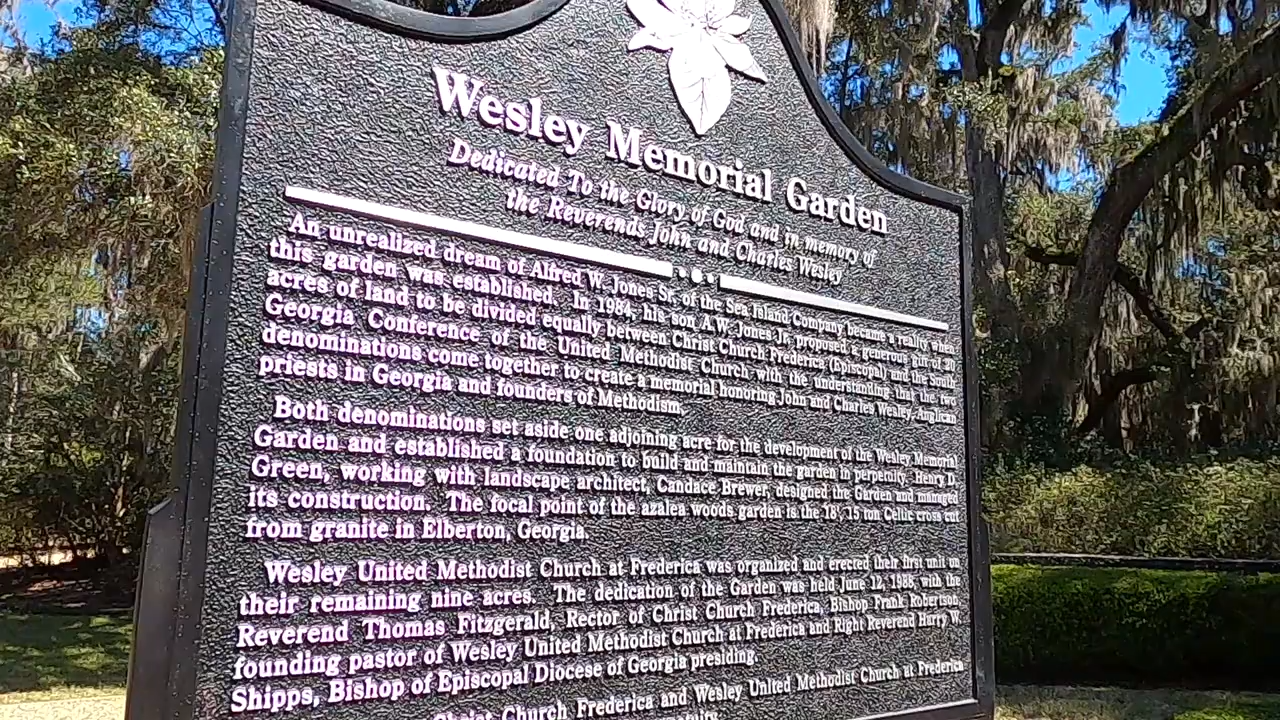 Wesley Memorial Garden
Dedicated To the Glory of God and in memory of
the Reverends John and Charles Wesley
An unrealized dream of Alfred W. Jones Sr. of the Sea Island Company became a reality when
this garden was established. In 1984, his son A.W. Jones Jr. proposed a generous gift of 20
acres of land to be divided equally between Christ Church Frederica (Episcopal) and the South
Georgia Conference of the United Methodist Church with the understanding that the two
denominations come together to create a memorial honoring John and Charles Wesley, Anglican
priests in Georgia and founders of Methodism.
Both denominations set aside one adjoining acre for the development of the Wesley Memorial
Garden and established a foundation to build and maintain the garden in perpetuity. Henry D.
Green, working with landscape architect, Candace Brewer, designed the Garden and managed
its construction. The focal point of the azalea woods garden is the 18', 15 ton Celtic cross cut
from granite in Elberton, Georgia.
Wesley United Methodist Church at Frederica was organized and erected their first unit on
their remaining nine acres. The dedication of the Garden was held June 12, 1988, with the
Reverend Thomas Fitzgerald, Rector of Christ Church Frederica, Bishop Frank Robertson,
founding pastor of Wesley United Methodist Church at Frederica and Right Reverend Harry W.
Shipps, Bishop of Episcopal Diocese of Georgia presiding.
Christ Church Frederica and Wesley United Methodist Church at Frederica